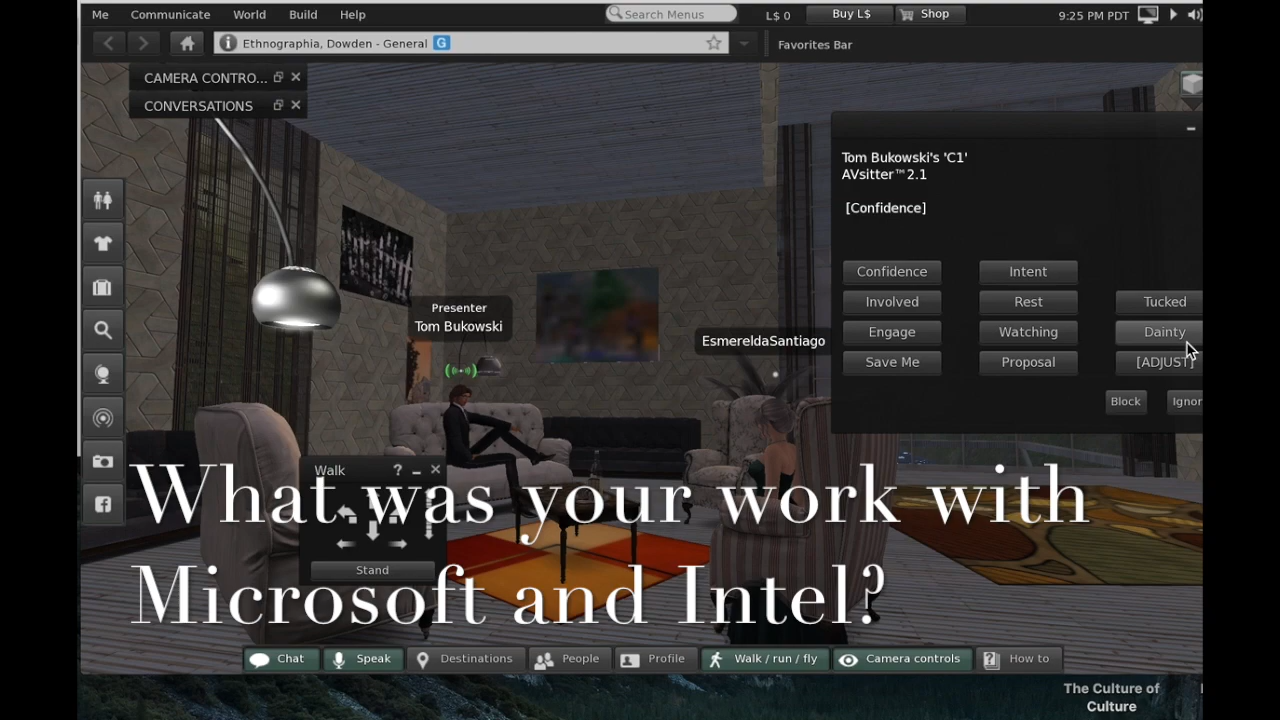 Me Communicate World Build Help Search Menus L$ 0 Buy L$ Shop 9:25 PM PDT
Ethnographia, Dowden - General G Favorites Bar
CAMERA CONTRO...
CONVERSATIONS
Tom Bukowski's 'C1'
AVsitter™2.1
[Confidence]
Confidence Intent
Involved Rest Tucked
Engage Watching Dainty
Save Me Proposal [ADJUST]
Block Ignor
Presenter
Tom Bukowski
EsmereldaSantiago
Walk ?
Stand
What was your work with
Microsoft and Intel?
Chat Speak Destinations People Profile Walk / run / fly Camera controls How to
The Culture of
Culture